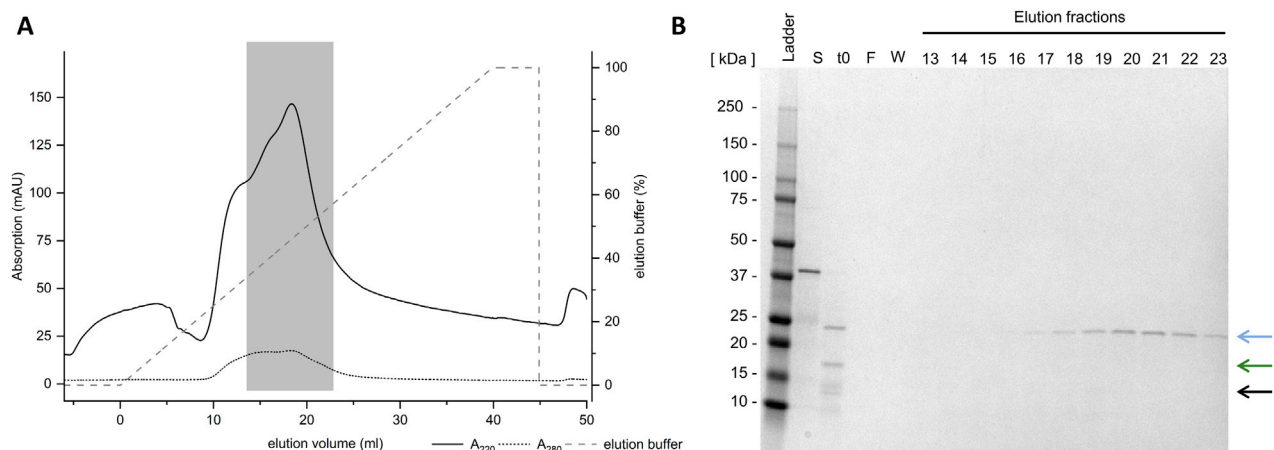 A
Absorption (mAU)
150
125
100
75
50
25
0
100
80
60
40
20
0
elution buffer (%)
0 10 20 30 40 50
elution volume (ml)
A220 A280 elution buffer
B
Elution fractions
[ kDa ] Ladder S t0 F W 13 14 15 16 17 18 19 20 21 22 23
250 -
150 -
100 -
75 -
50 -
37 -
25 -
20 -
15 -
10 -